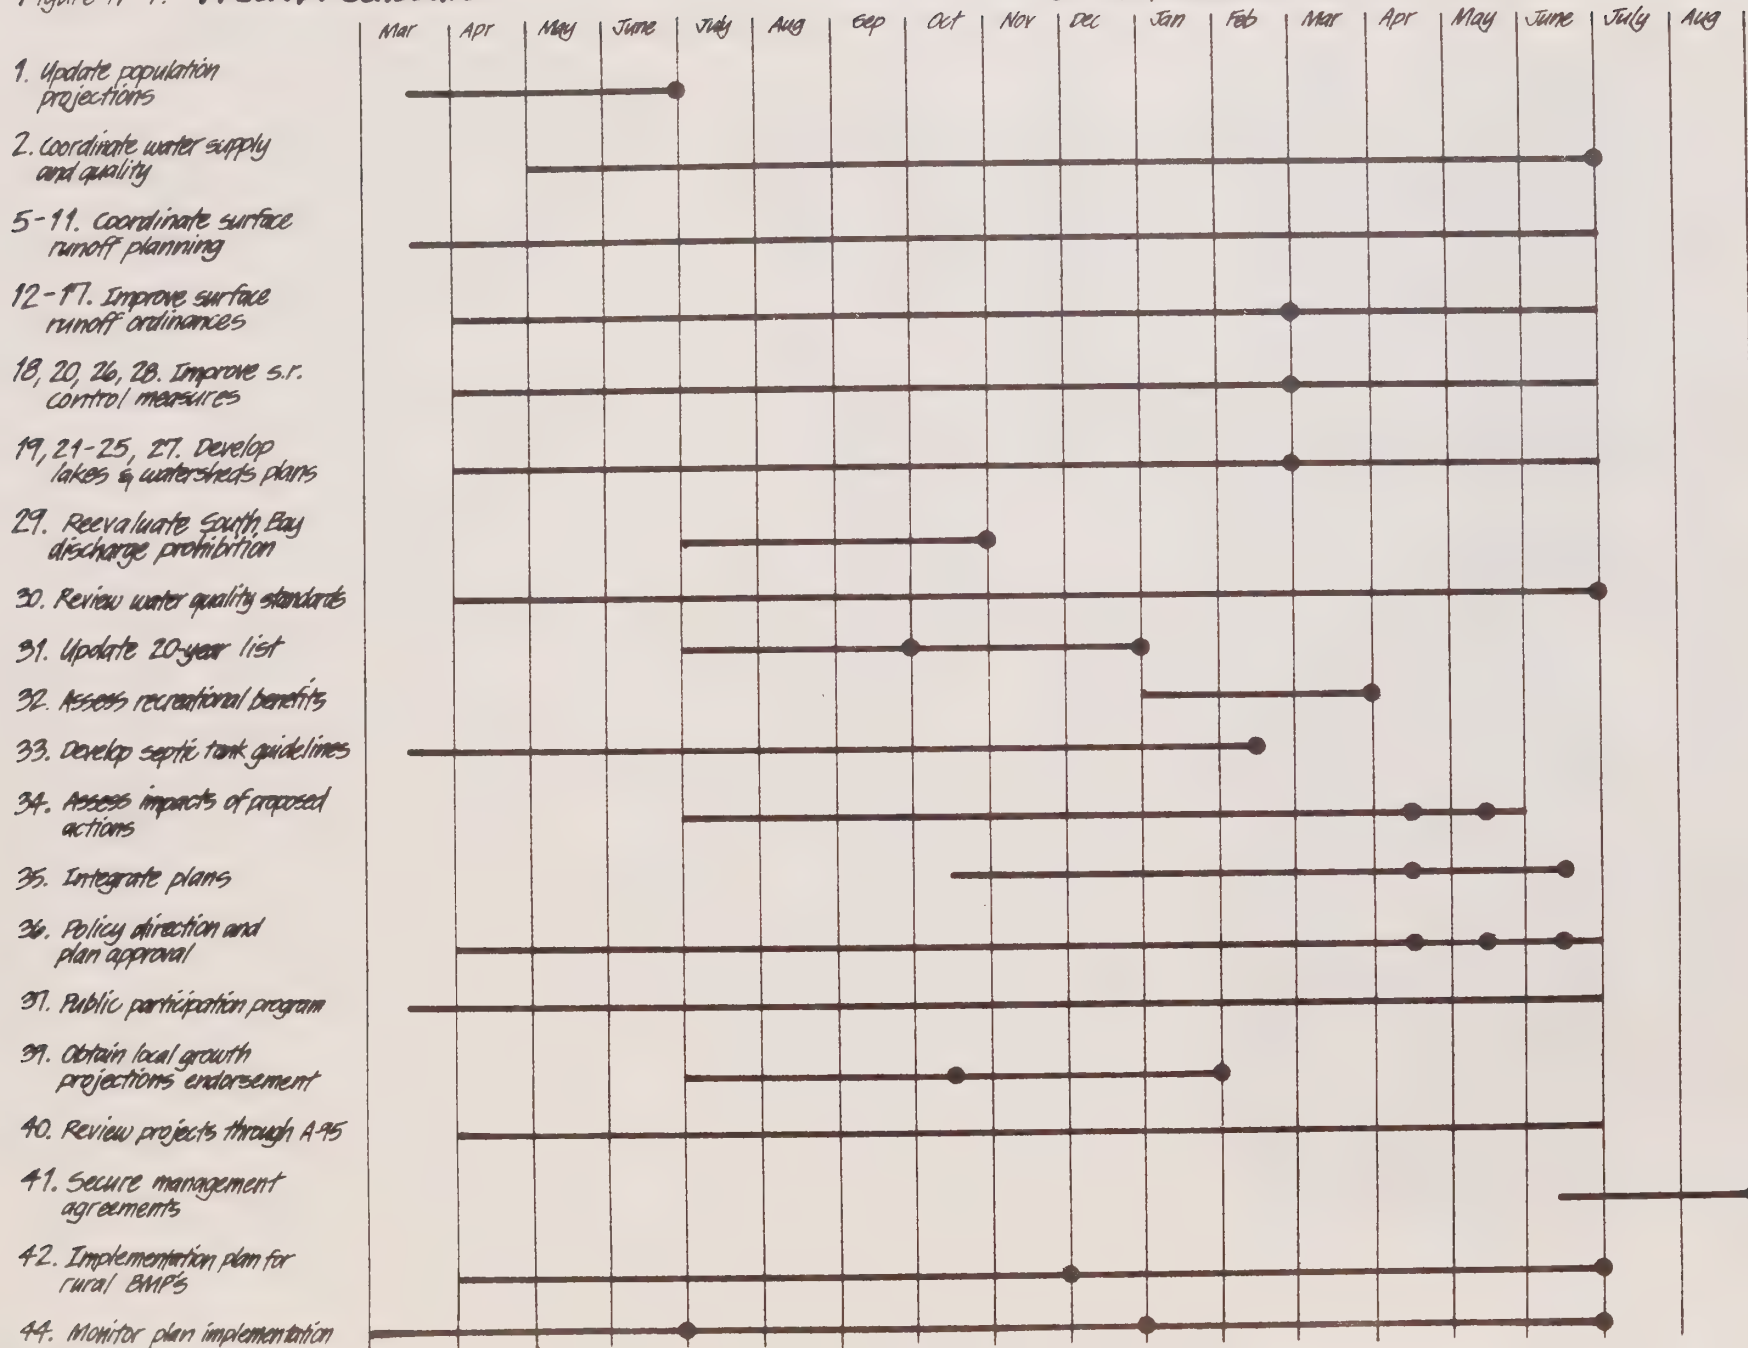 Mar Apr May June July Aug Sep Oct Nov Dec Jan Feb Mar Apr May June July Aug
1. Update population
projections
2. Coordinate water supply
and quality
5-11. Coordinate surface
runoff planning
12-17. Improve surface
runoff ordinances
18, 20, 26, 28. Improve s.r.
control measures
19, 21-25, 27. Develop
lakes & watersheds plans
29. Reevaluate South Bay
discharge prohibition
30. Review water quality standards
31. Update 20-year list
32. Assess recreational benefits
33. Develop septic tank guidelines
34. Assess impacts of proposed
actions
35. Integrate plans
36. Policy direction and
plan approval
37. Public participation program
39. Obtain local growth
projections endorsement
40. Review projects through A-95
41. Secure management
agreements
42. Implementation plan for
rural BMP's
44. Monitor plan implementation